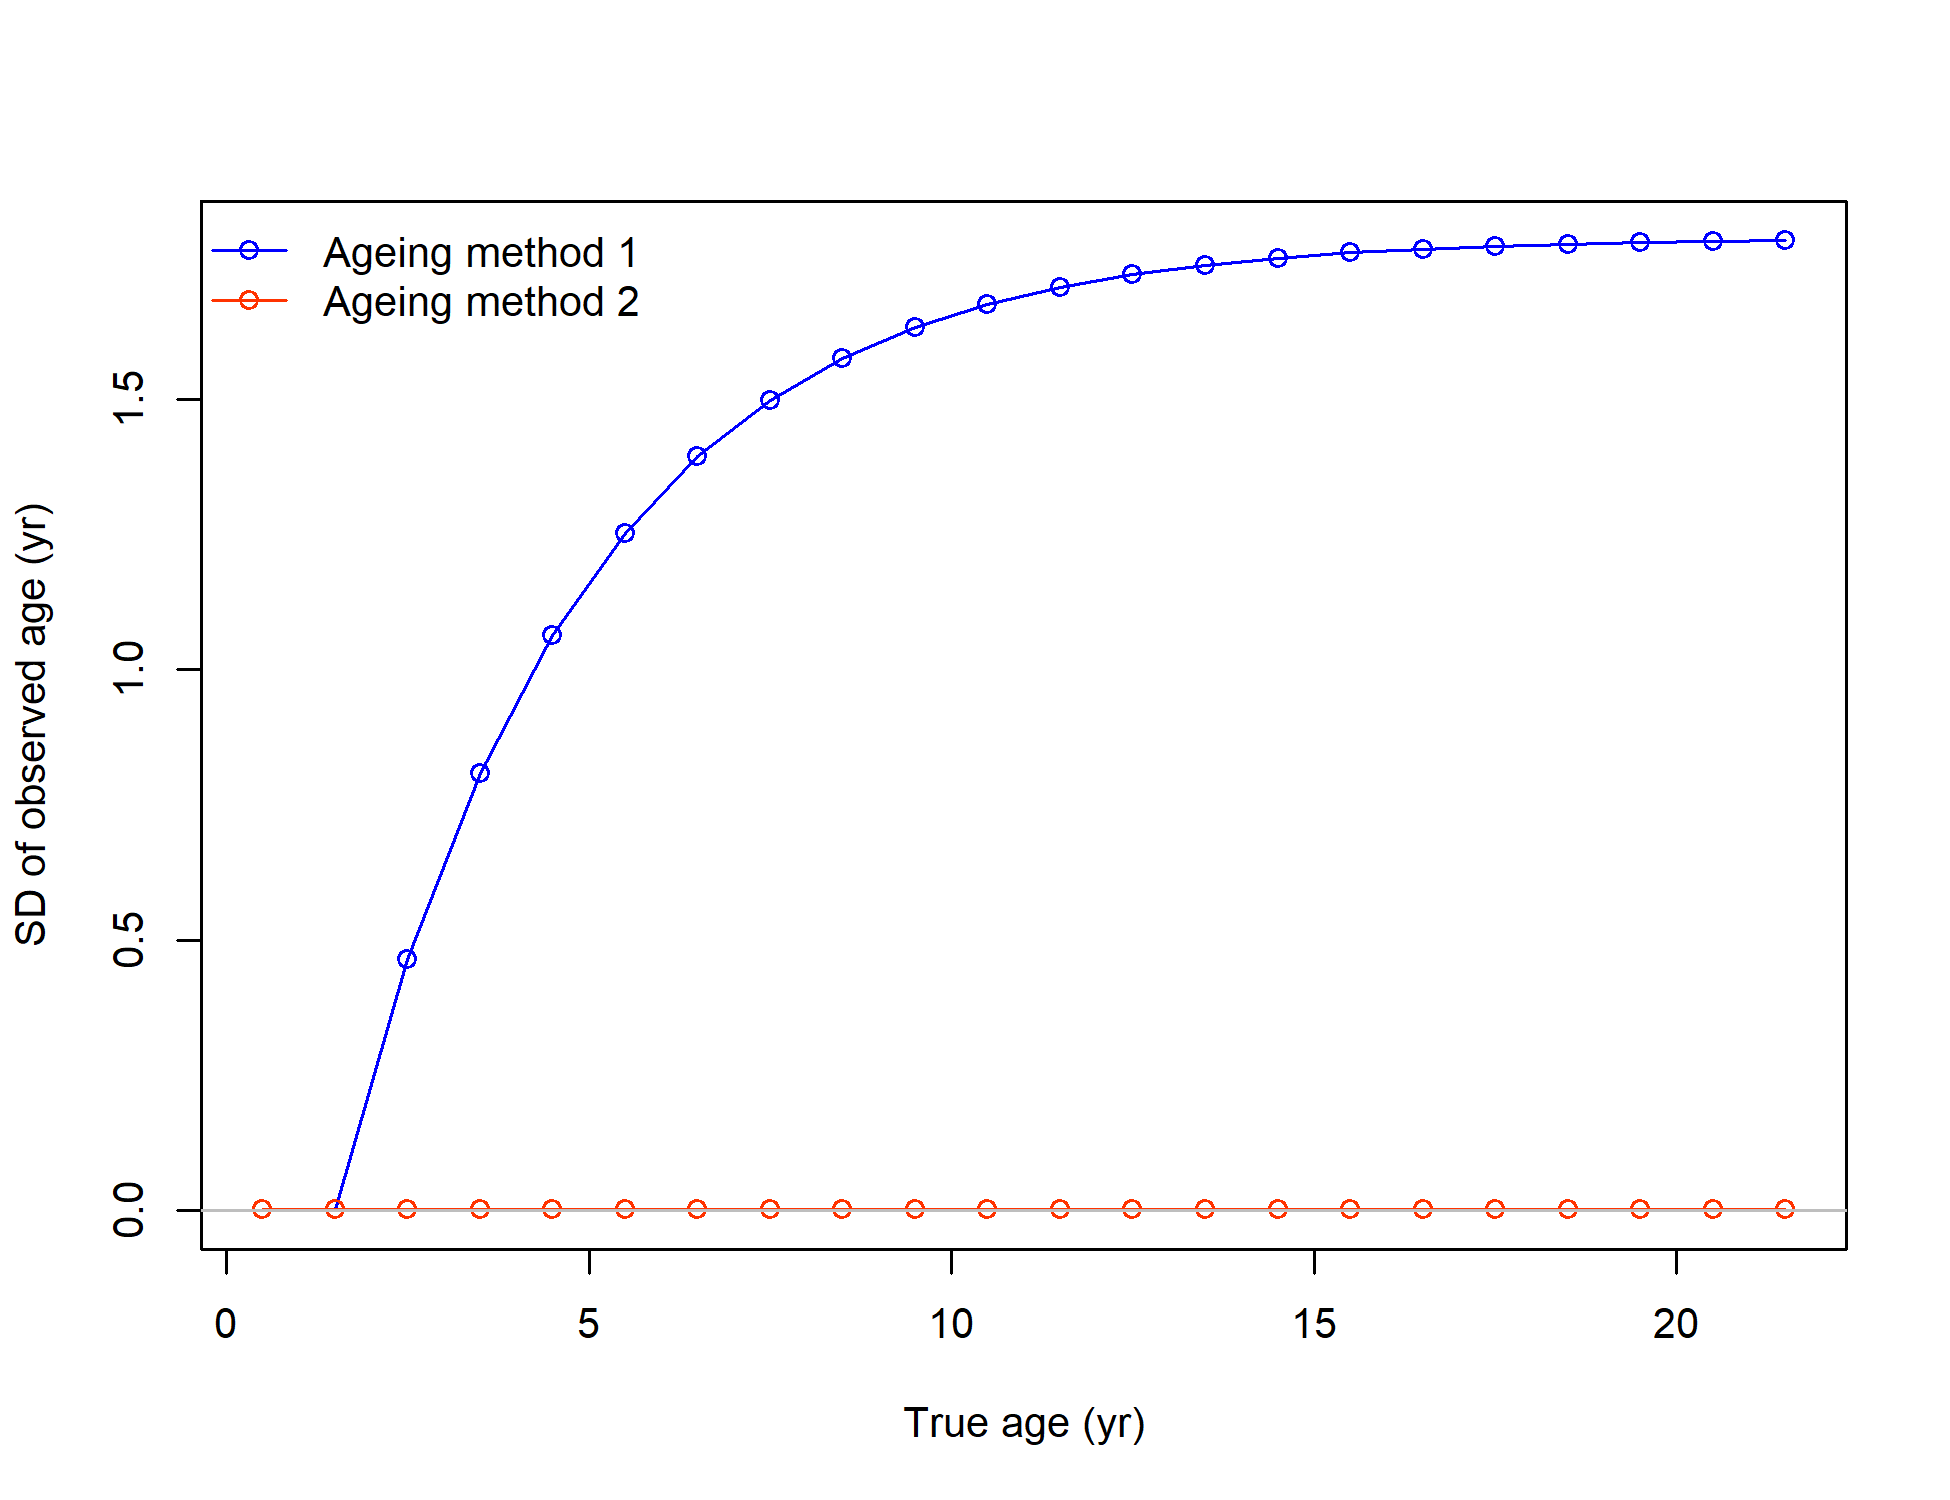 Ageing method 1
Ageing method 2
SD of observed age (yr)
1.5
1.0
0.5
0.0
0 5 10 15 20
True age (yr)